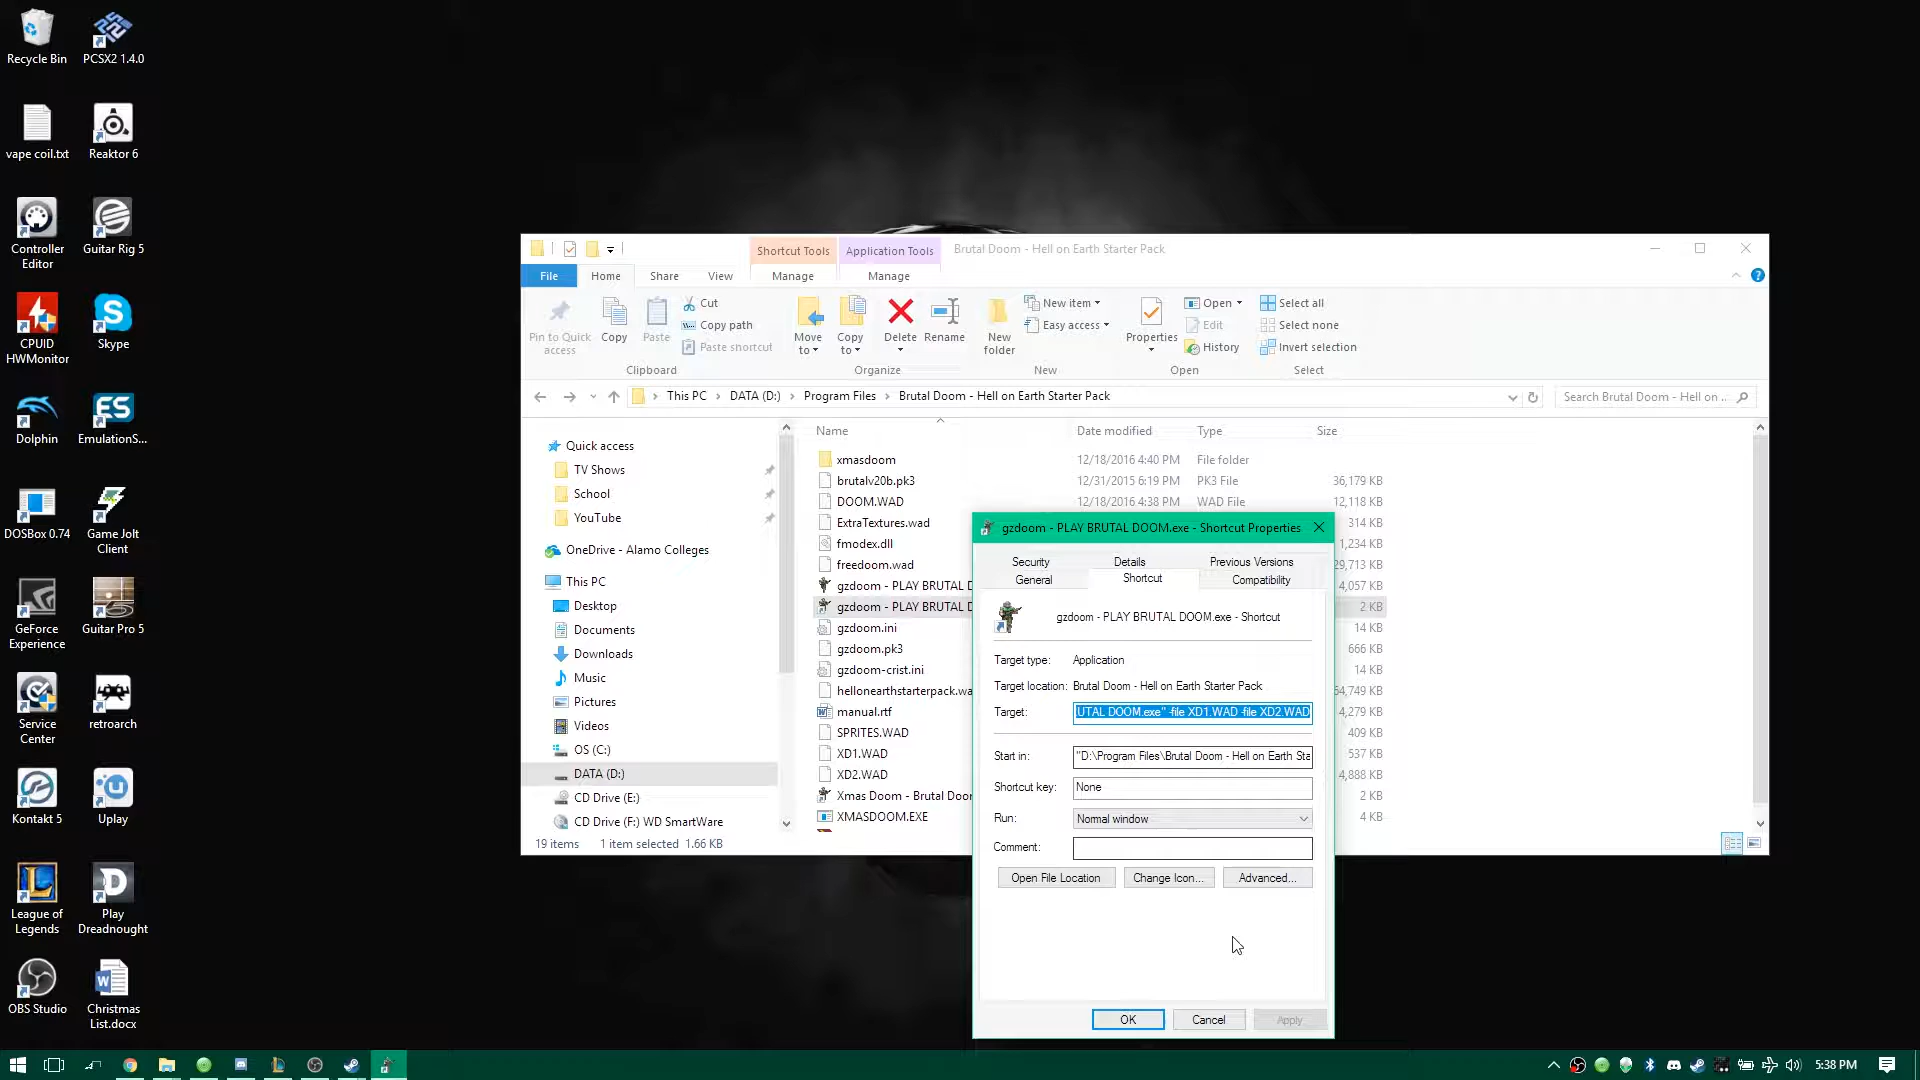 Recycle Bin
PCSX2 1.4.0
vape coil.txt
Reaktor 6
Controller Editor
Guitar Rig 5
CPUID HWMonitor
Skype
Dolphin
EmulationS...
DOSBox 0.74
Game Jolt Client
GeForce Experience
Guitar Pro 5
Service Center
retroarch
Kontakt 5
Uplay
League of Legends
Play Dreadnought
OBS Studio
Christmas List.docx
Shortcut Tools
Application Tools
Brutal Doom - Hell on Earth Starter Pack
File
Home
Share
View
Manage
Manage
Pin to Quick access
Copy
Paste
Cut
Copy path
Paste shortcut
Clipboard
Move to
Copy to
Delete
Rename
Organize
New folder
New item
Easy access
New
Properties
Open
Edit
History
Open
Select all
Select none
Invert selection
Select
This PC
DATA (D:)
Program Files
Brutal Doom - Hell on Earth Starter Pack
Search Brutal Doom - Hell on ...
Quick access
TV Shows
School
YouTube
OneDrive - Alamo Colleges
This PC
Desktop
Documents
Downloads
Music
Pictures
Videos
OS (C:)
DATA (D:)
CD Drive (E:)
CD Drive (F:) WD SmartWare
Name
Date modified
Type
Size
xmasdoom 12/18/2016 4:40 PM File folder
brutalv20b.pk3 12/31/2015 6:19 PM PK3 File 36,179 KB
DOOM.WAD 12/18/2016 4:38 PM WAD File 12,118 KB
ExtraTextures.wad 314 KB
fmodex.dll 1,234 KB
freedoom.wad 29,713 KB
gzdoom - PLAY BRUTAL D 4,057 KB
gzdoom - PLAY BRUTAL D 2 KB
gzdoom.ini 14 KB
gzdoom.pk3 666 KB
gzdoom-crist.ini 14 KB
hellonearthstarterpack.wa 64,749 KB
manual.rtf 4,279 KB
SPRITES.WAD 409 KB
XD1.WAD 537 KB
XD2.WAD 4,888 KB
Xmas Doom - Brutal Door 2 KB
XMASDOOM.EXE 4 KB
19 items
1 item selected 1.66 KB
gzdoom - PLAY BRUTAL DOOM.exe - Shortcut Properties
Security
Details
Previous Versions
General
Shortcut
Compatibility
gzdoom - PLAY BRUTAL DOOM.exe - Shortcut
Target type: Application
Target location: Brutal Doom - Hell on Earth Starter Pack
Target: UTAL DOOM.exe" -file XD1.WAD -file XD2.WAD
Start in: "D:\Program Files\Brutal Doom - Hell on Earth Sta
Shortcut key: None
Run: Normal window
Comment:
Open File Location
Change Icon...
Advanced...
OK
Cancel
Apply
5:38 PM